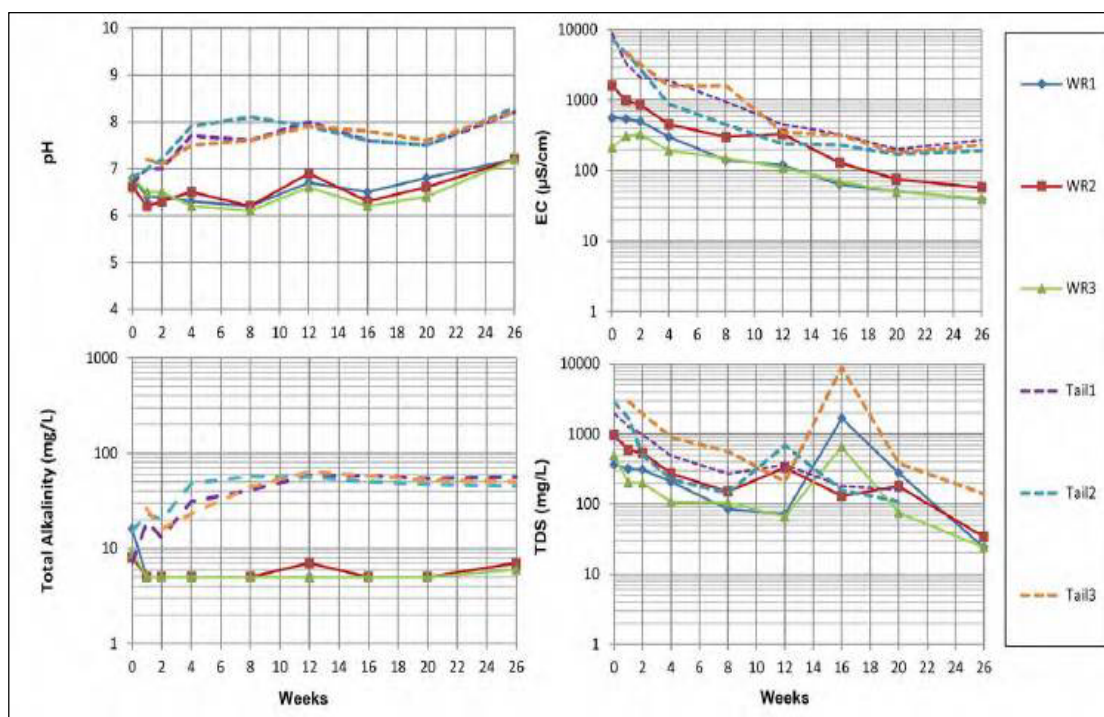 10
9
8
7
6
5
4
pH
0 2 4 6 8 10 12 14 16 18 20 22 24 26
10000
1000
100
10
1
EC (µS/cm)
0 2 4 6 8 10 12 14 16 18 20 22 24 26
1000
100
10
1
Total Alkalinity (mg/L)
0 2 4 6 8 10 12 14 16 18 20 22 24 26
Weeks
10000
1000
100
10
1
TDS (mg/L)
0 2 4 6 8 10 12 14 16 18 20 22 24 26
Weeks
WR1
WR2
WR3
Tail1
Tail2
Tail3